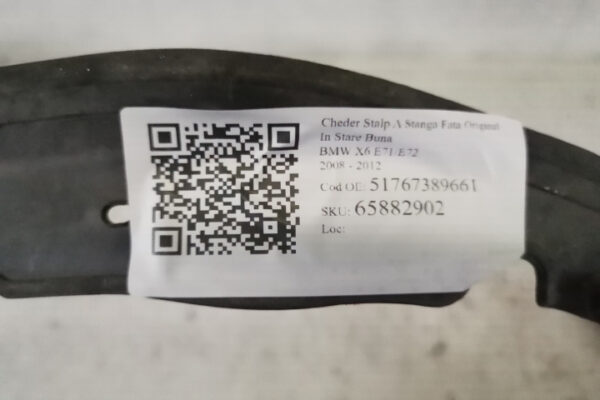 Cheder Stalp A Stanga Fata Original
In Stare Buna
BMW X6 E71 E72
2008 - 2012
Cod OE: 51767389661
SKU: 65882902
Loc: